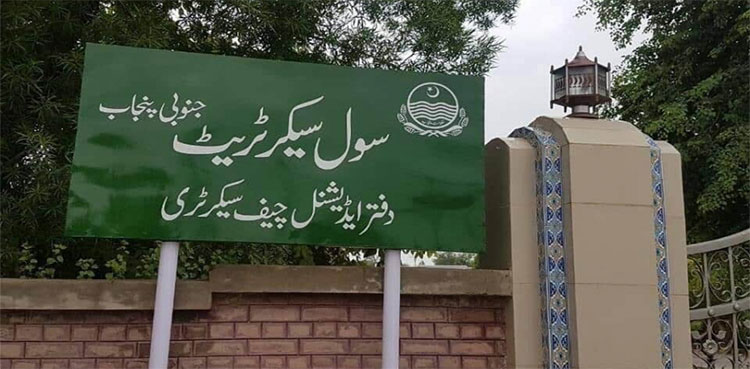 سول سیکرٹریٹ جنوبی پنجاب
دفتر ایڈیشنل چیف سیکرٹری